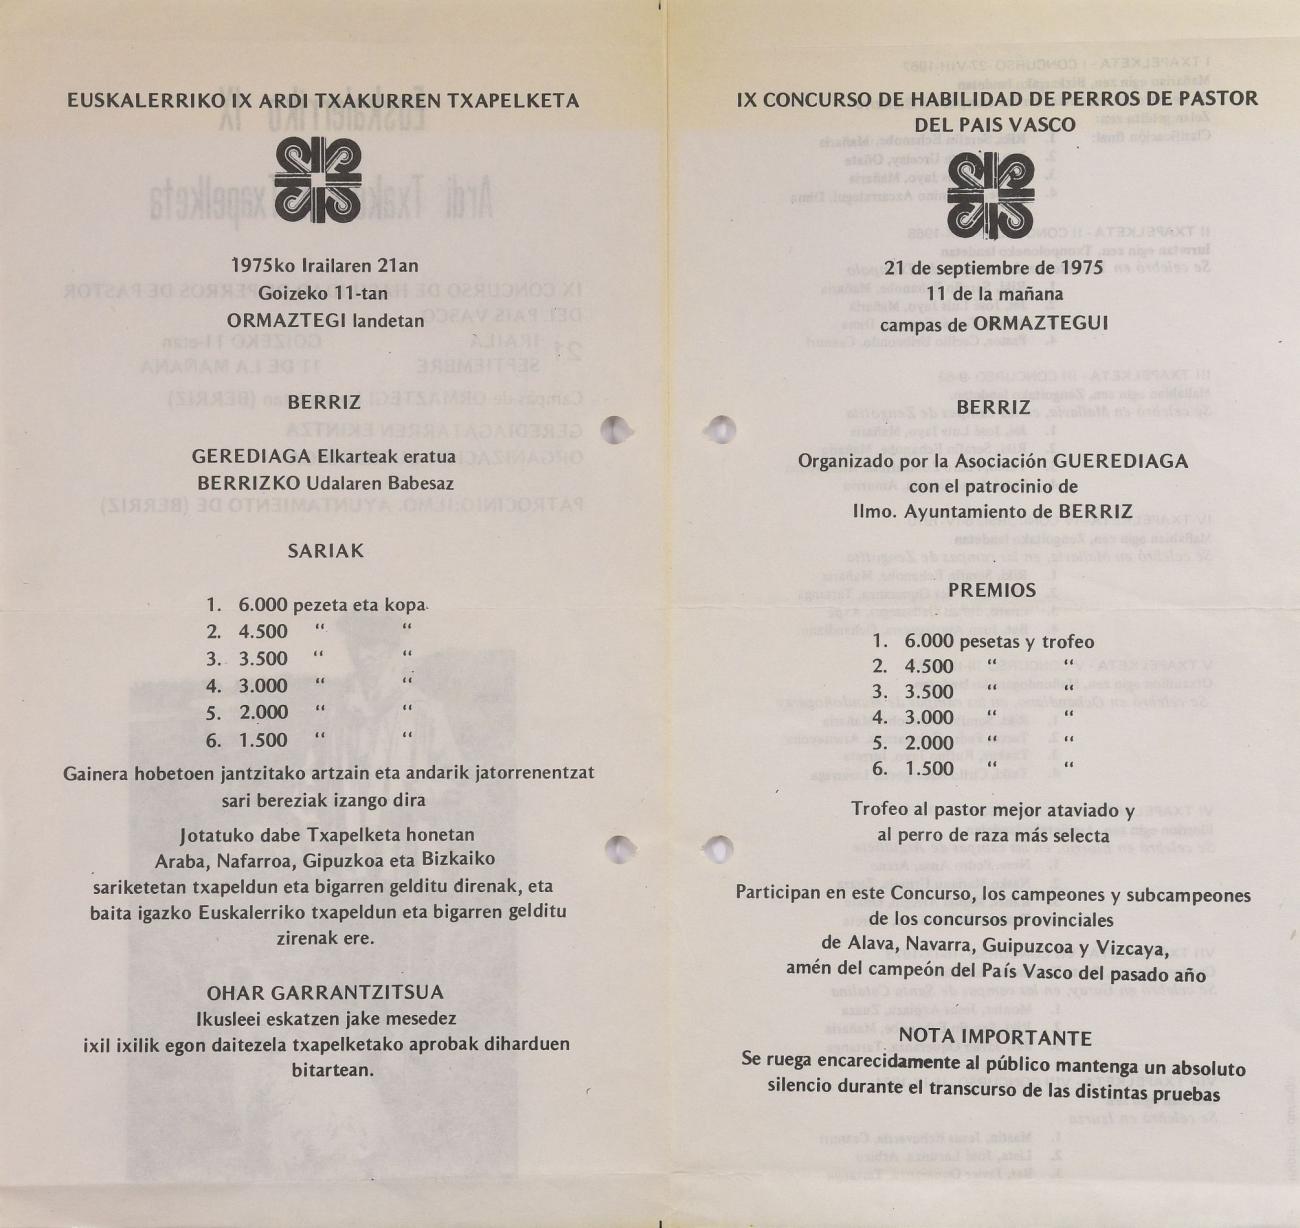 EUSKALERRIKO IX ARDI TXAKURREN TXAPELKETA
1975ko Irailaren 21an
Goizeko 11-tan
ORMAZTEGI landetan
BERRIZ
GEREDIAGA Elkarteak eratua
BERRIZKO Udalaren Babesaz
SARIAK
1. 6.000 pezeta eta kopa
2. 4.500 “ “
3. 3.500 “ “
4. 3.000 “ “
5. 2.000 “ “
6. 1.500 “ “
Gainera hobetoen jantzitako artzain eta andarik jatorrenentzat
sari bereziak izango dira
Jotatuko dabe Txapelketa honetan
Araba, Nafarroa, Gipuzkoa eta Bizkaiko
sariketetan txapeldun eta bigarren gelditu direnak, eta
baita igazko Euskalerriko txapeldun eta bigarren gelditu
zirenak ere.
OHAR GARRANTZITSUA
Ikusleei eskatzen jake mesedez
ixil ixilik egon daitezela txapelketako aprobak diharduen
bitartean.
IX CONCURSO DE HABILIDAD DE PERROS DE PASTOR
DEL PAIS VASCO
21 de septiembre de 1975
11 de la mañana
campas de ORMAZTEGUI
BERRIZ
Organizado por la Asociación GUEREDIAGA
con el patrocinio de
Ilmo. Ayuntamiento de BERRIZ
PREMIOS
1. 6.000 pesetas y trofeo
2. 4.500 “ “
3. 3.500 “ “
4. 3.000 “ “
5. 2.000 “ “
6. 1.500 “ “
Trofeo al pastor mejor ataviado y
al perro de raza más selecta
Participan en este Concurso, los campeones y subcampeones
de los concursos provinciales
de Alava, Navarra, Guipuzcoa y Vizcaya,
amén del campeón del País Vasco del pasado año
NOTA IMPORTANTE
Se ruega encarecidamente al público mantenga un absoluto
silencio durante el transcurso de las distintas pruebas